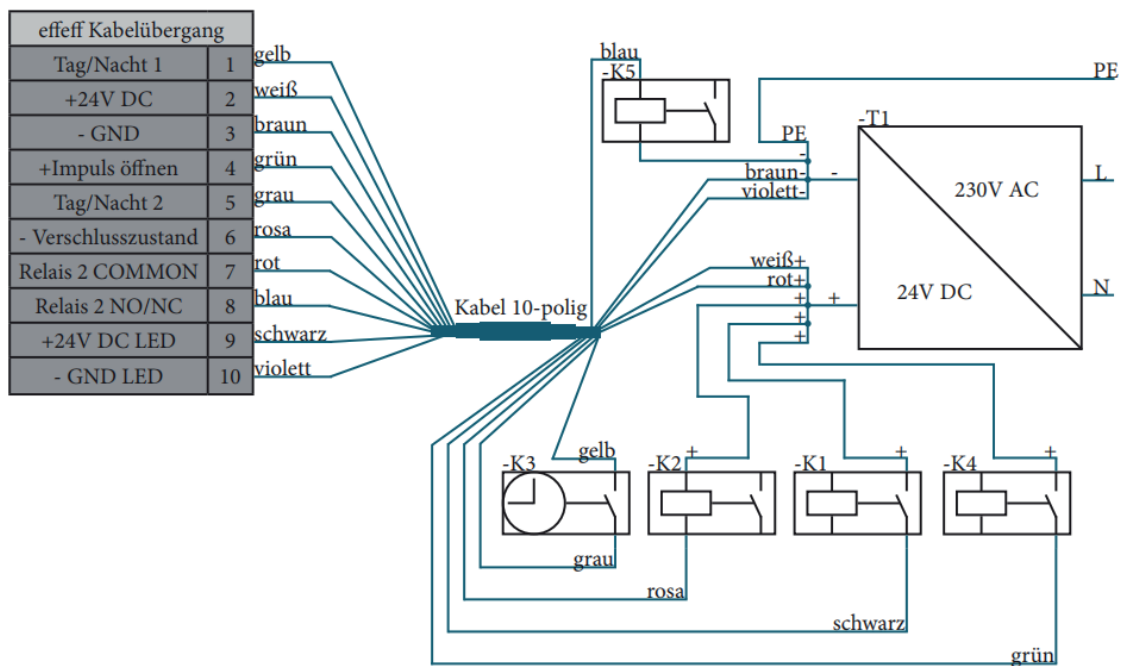 effeff Kabelübergang
Tag/Nacht 1 1 gelb
+24V DC 2 weiß
- GND 3 braun
+Impuls öffnen 4 grün
Tag/Nacht 2 5 grau
- Verschlusszustand 6 rosa
Relais 2 COMMON 7 rot
Relais 2 NO/NC 8 blau
+24V DC LED 9 schwarz
- GND LED 10 violett
Kabel 10-polig
blau
-K5
PE
-T1
PE
-
braun-
violett-
-
230V AC
L
weiß+
rot+
+
+
+
+
24V DC
N
-K3
gelb
grau
-K2
+
rosa
-K1
+
schwarz
-K4
+
grün